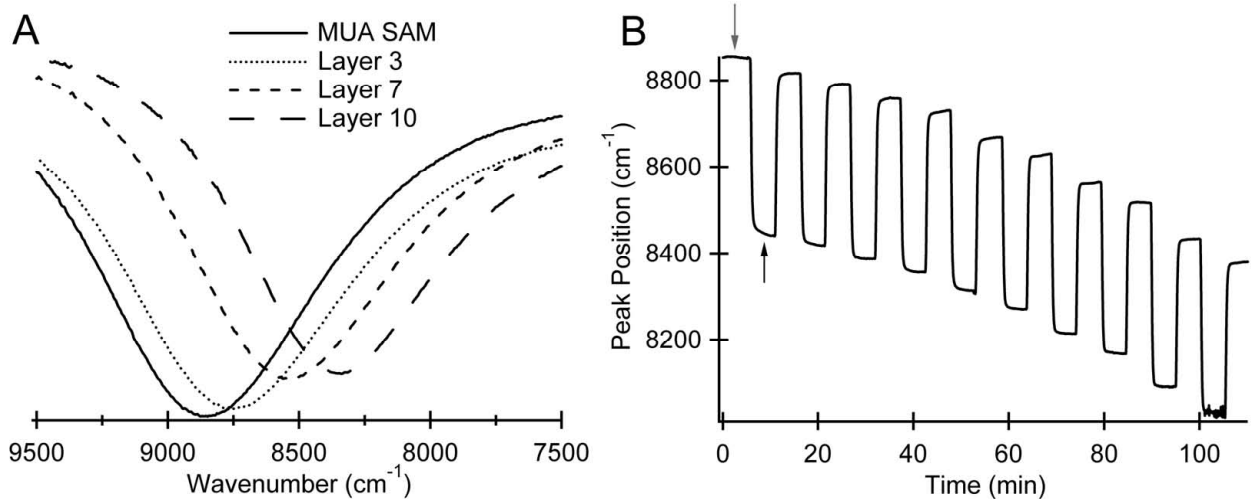 A
MUA SAM
Layer 3
Layer 7
Layer 10
9500 9000 8500 8000 7500
Wavenumber (cm⁻¹)
B
Peak Position (cm⁻¹)
8800
8600
8400
8200
0 20 40 60 80 100
Time (min)